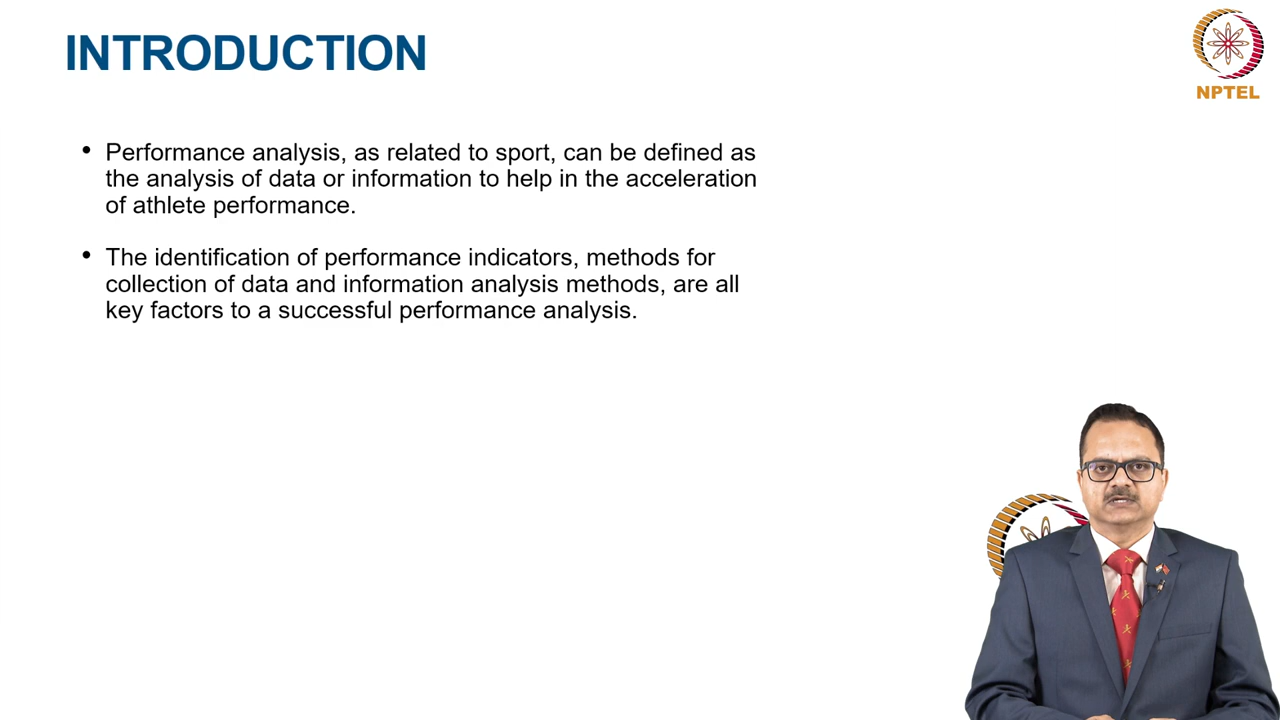 INTRODUCTION
NPTEL
• Performance analysis, as related to sport, can be defined as
the analysis of data or information to help in the acceleration
of athlete performance.
• The identification of performance indicators, methods for
collection of data and information analysis methods, are all
key factors to a successful performance analysis.